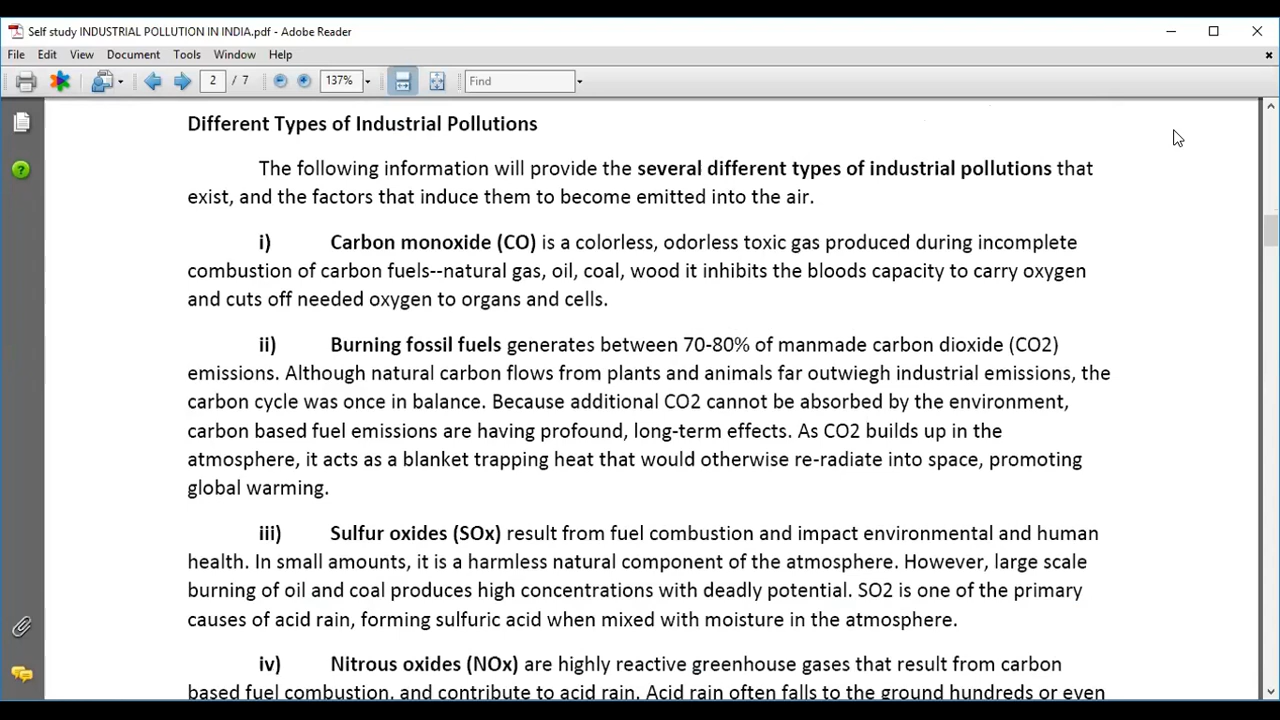 Self study INDUSTRIAL POLLUTION IN INDIA.pdf - Adobe Reader
File Edit View Document Tools Window Help
2 / 7 137% Find
Different Types of Industrial Pollutions
The following information will provide the several different types of industrial pollutions that
exist, and the factors that induce them to become emitted into the air.
i) Carbon monoxide (CO) is a colorless, odorless toxic gas produced during incomplete
combustion of carbon fuels--natural gas, oil, coal, wood it inhibits the bloods capacity to carry oxygen
and cuts off needed oxygen to organs and cells.
ii) Burning fossil fuels generates between 70-80% of manmade carbon dioxide (CO2)
emissions. Although natural carbon flows from plants and animals far outwiegh industrial emissions, the
carbon cycle was once in balance. Because additional CO2 cannot be absorbed by the environment,
carbon based fuel emissions are having profound, long-term effects. As CO2 builds up in the
atmosphere, it acts as a blanket trapping heat that would otherwise re-radiate into space, promoting
global warming.
iii) Sulfur oxides (SOx) result from fuel combustion and impact environmental and human
health. In small amounts, it is a harmless natural component of the atmosphere. However, large scale
burning of oil and coal produces high concentrations with deadly potential. SO2 is one of the primary
causes of acid rain, forming sulfuric acid when mixed with moisture in the atmosphere.
iv) Nitrous oxides (NOx) are highly reactive greenhouse gases that result from carbon
based fuel combustion, and contribute to acid rain. Acid rain often falls to the ground hundreds or even